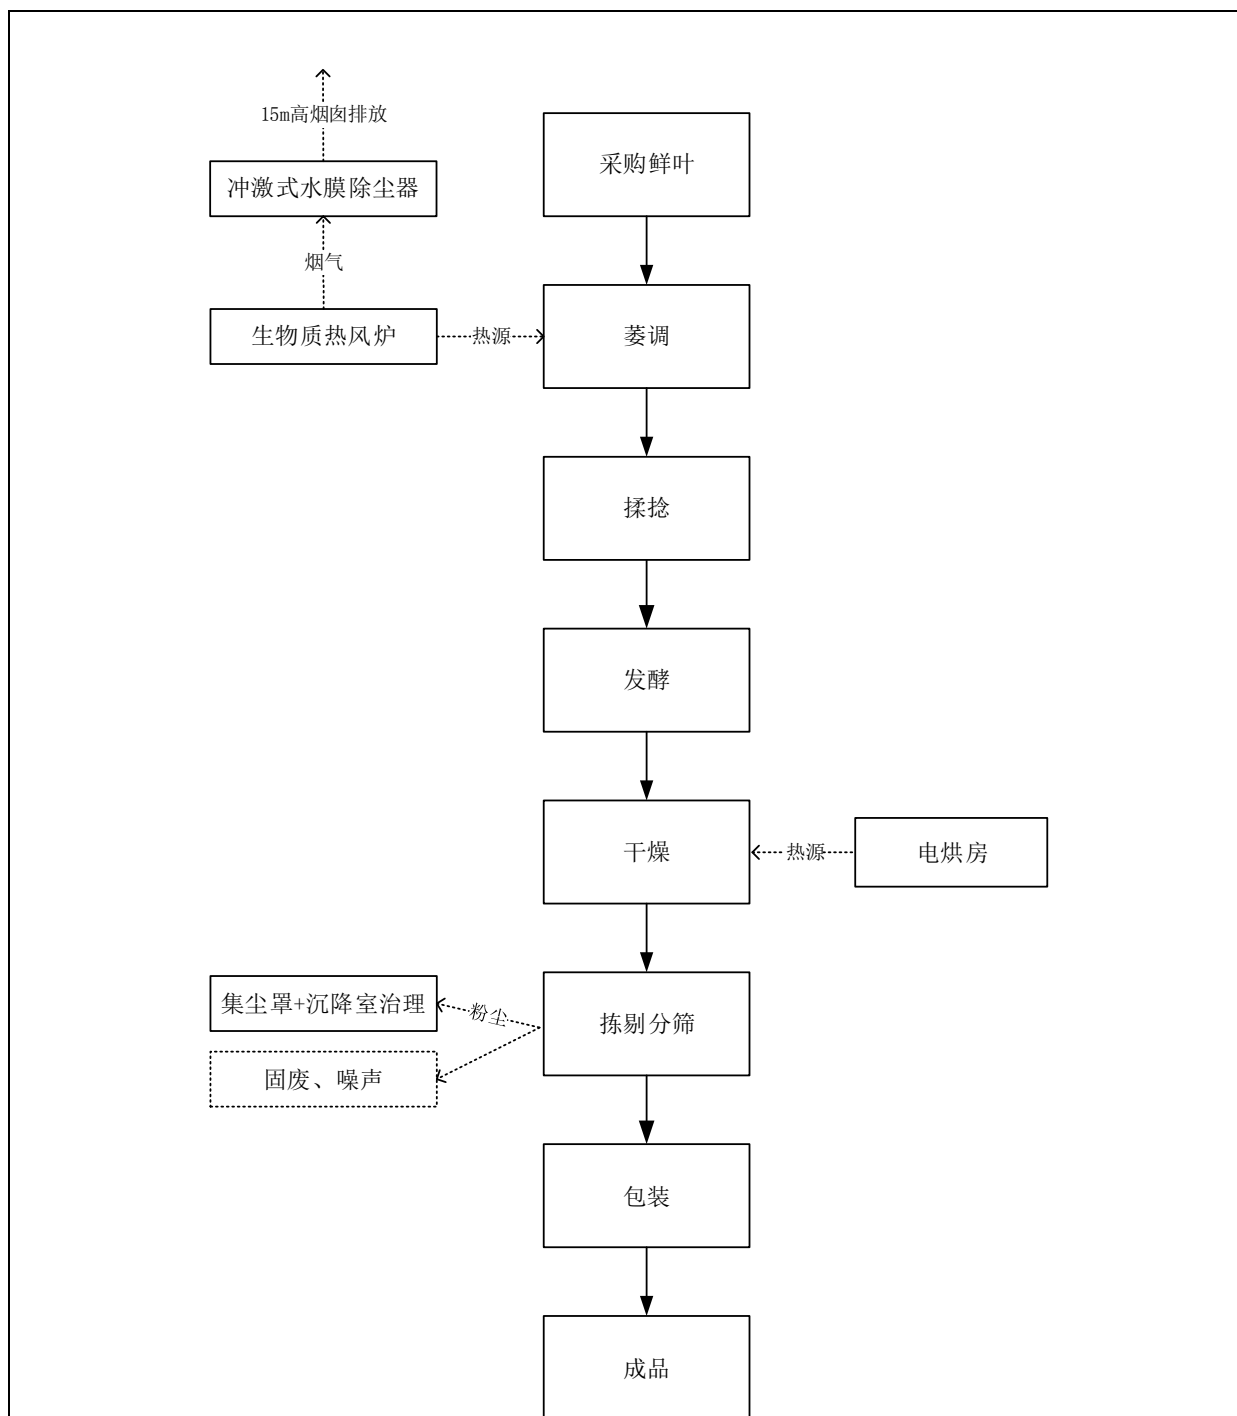 15m高烟囱排放
采购鲜叶
冲激式水膜除尘器
烟气
生物质热风炉
热源
萎调
揉捻
发酵
干燥
热源
电烘房
集尘罩+沉降室治理
粉尘
拣剔分筛
固废、噪声
包装
成品